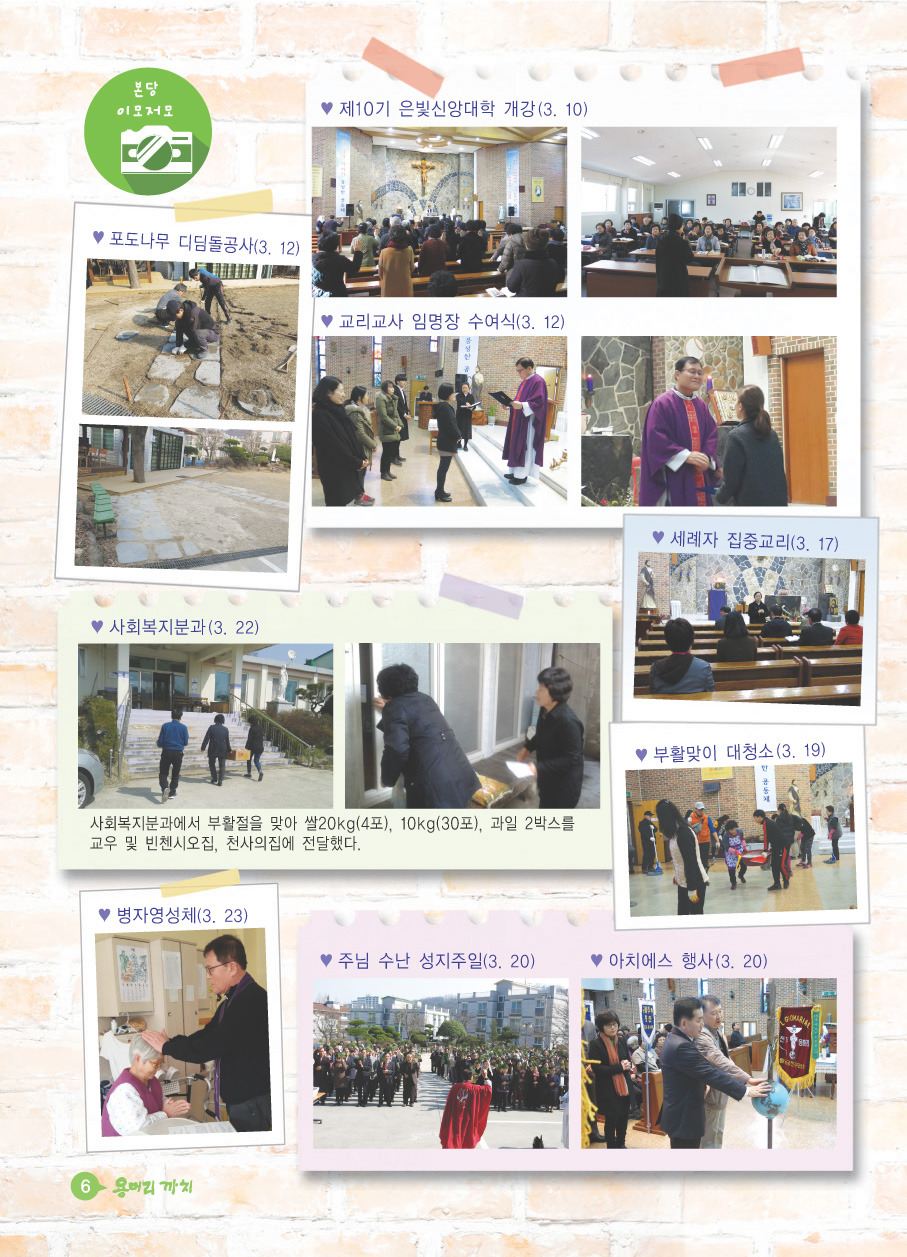 본당
이모저모
♥ 제10기 은빛신앙대학 개강(3. 10)
♥ 포도나무 디딤돌공사(3. 12)
♥ 교리교사 임명장 수여식(3. 12)
♥ 세례자 집중교리(3. 17)
♥ 사회복지분과(3. 22)
사회복지분과에서 부활절을 맞아 쌀20kg(4포), 10kg(30포), 과일 2박스를
교우 및 빈첸시오집, 천사의집에 전달했다.
♥ 부활맞이 대청소(3. 19)
♥ 병자영성체(3. 23)
♥ 주님 수난 성지주일(3. 20)
♥ 아치에스 행사(3. 20)
6 용머리 까치